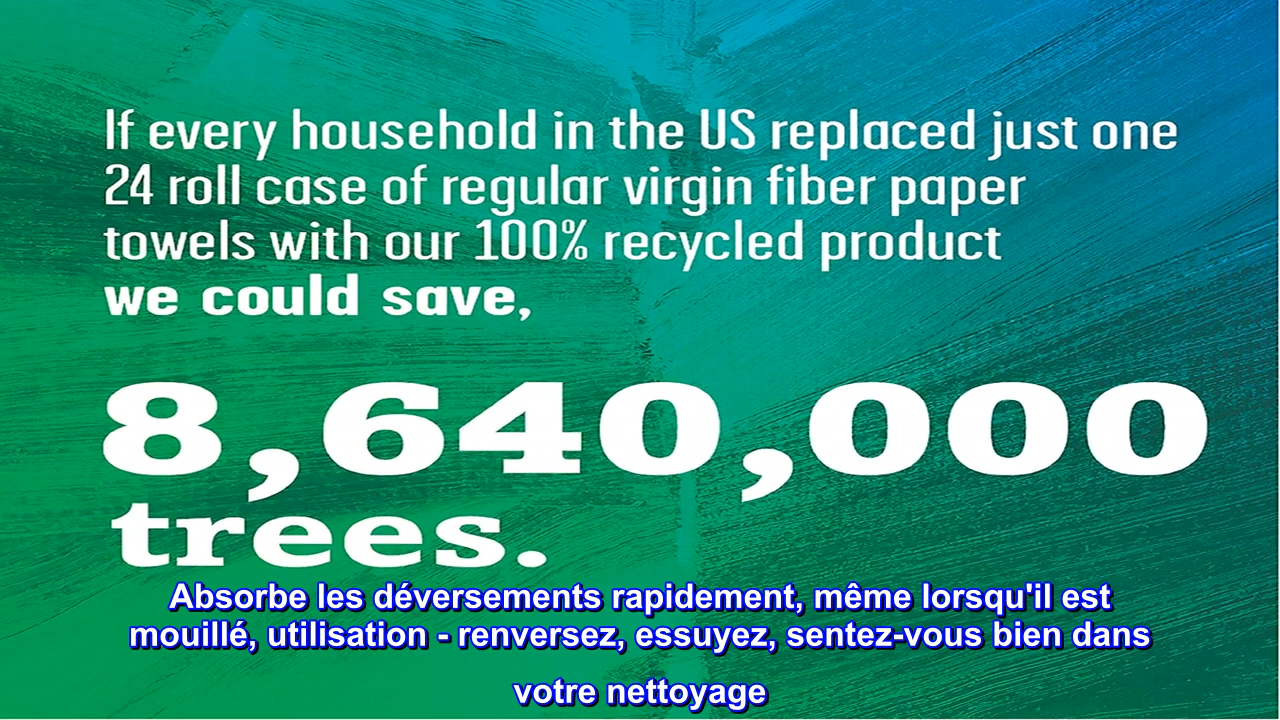 If every household in the US replaced just one
24 roll case of regular virgin fiber paper
towels with our 100% recycled product
we could save,
8,640,000
trees.
Absorbe les déversements rapidement, même lorsqu'il est
mouillé, utilisation - renversez, essuyez, sentez-vous bien dans
votre nettoyage